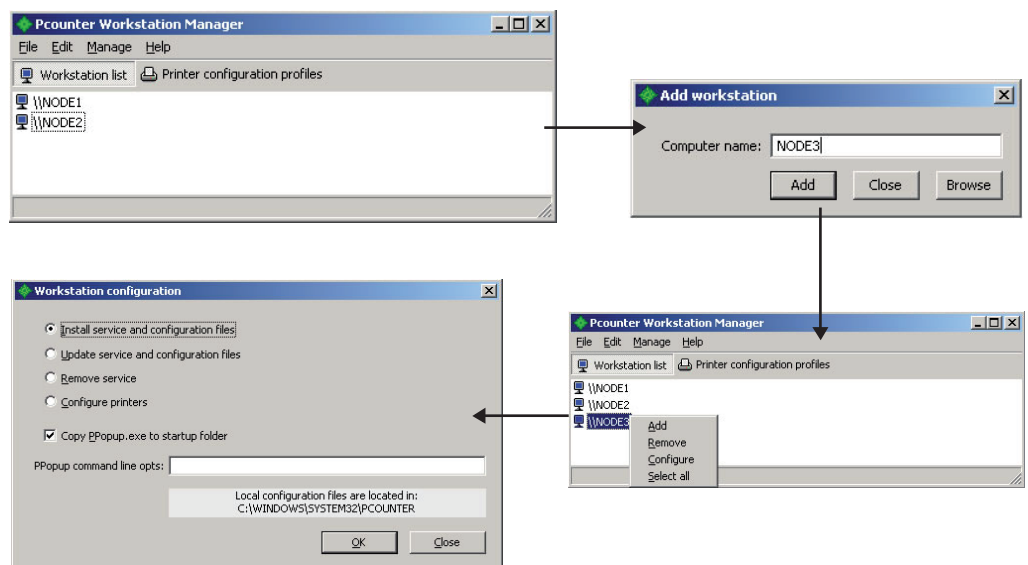 Pcounter Workstation Manager
File Edit Manage Help
Workstation list Printer configuration profiles
\\NODE1
\\NODE2
Add workstation
Computer name: NODE3
Add Close Browse
Pcounter Workstation Manager
File Edit Manage Help
Workstation list Printer configuration profiles
\\NODE1
\\NODE2
\\NODE3
Add
Remove
Configure
Select all
Workstation configuration
Install service and configuration files
Update service and configuration files
Remove service
Configure printers
Copy PPopup.exe to startup folder
PPopup command line opts:
Local configuration files are located in:
C:\WINDOWS\SYSTEM32\PCOUNTER
OK Close